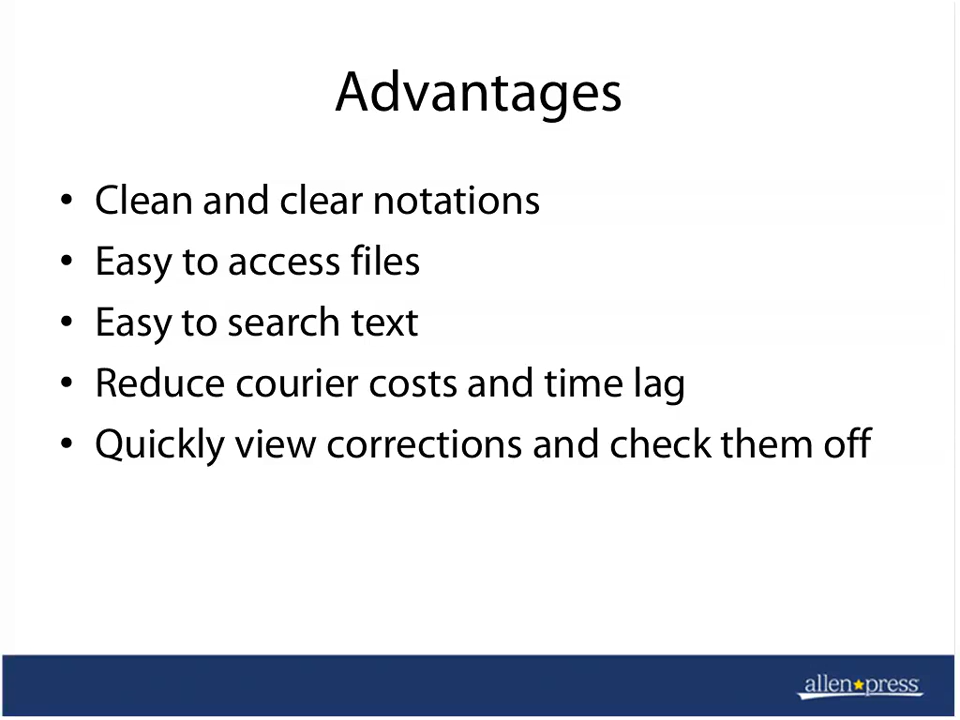 Advantages
• Clean and clear notations
• Easy to access files
• Easy to search text
• Reduce courier costs and time lag
• Quickly view corrections and check them off
allen press